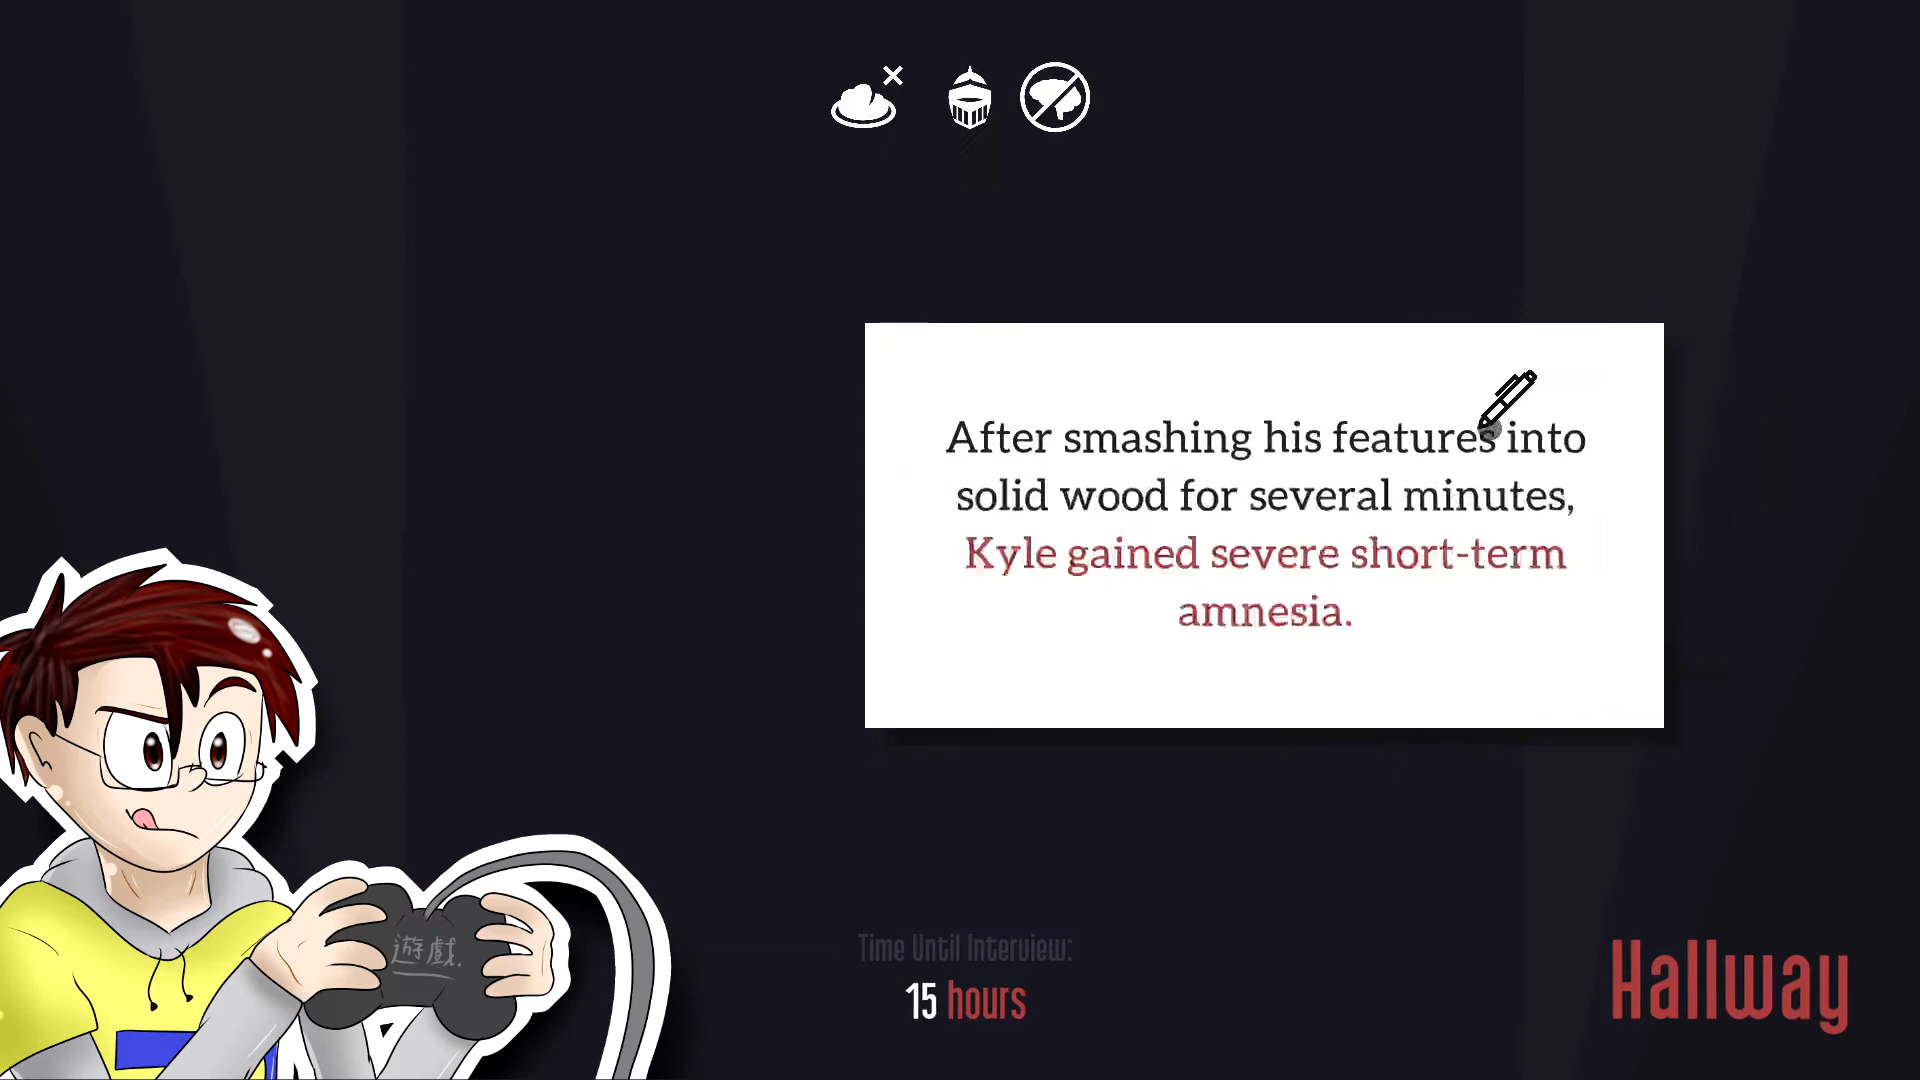 After smashing his features into
solid wood for several minutes,
Kyle gained severe short-term
amnesia.
遊戲.
Time Until Interview:
15 hours
Hallway